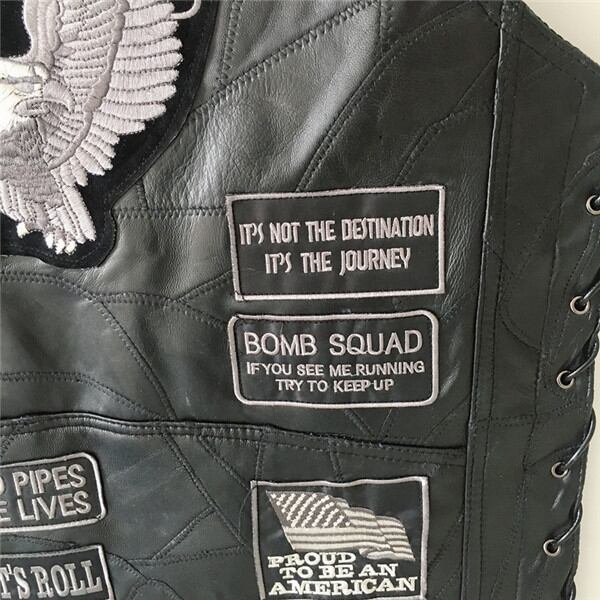 IT'S NOT THE DESTINATION
IT'S THE JOURNEY
BOMB SQUAD
IF YOU SEE ME RUNNING
TRY TO KEEP UP
PIPES
LIVES
PROUD
TO BE AN
AMERICAN
ROLL